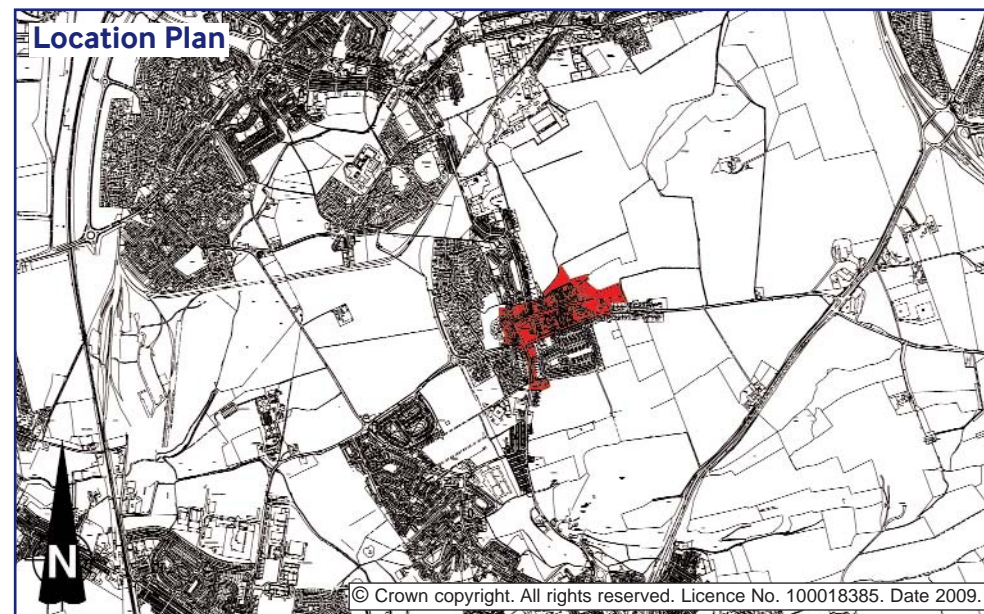 Location Plan
N
© Crown copyright. All rights reserved. Licence No. 100018385. Date 2009.